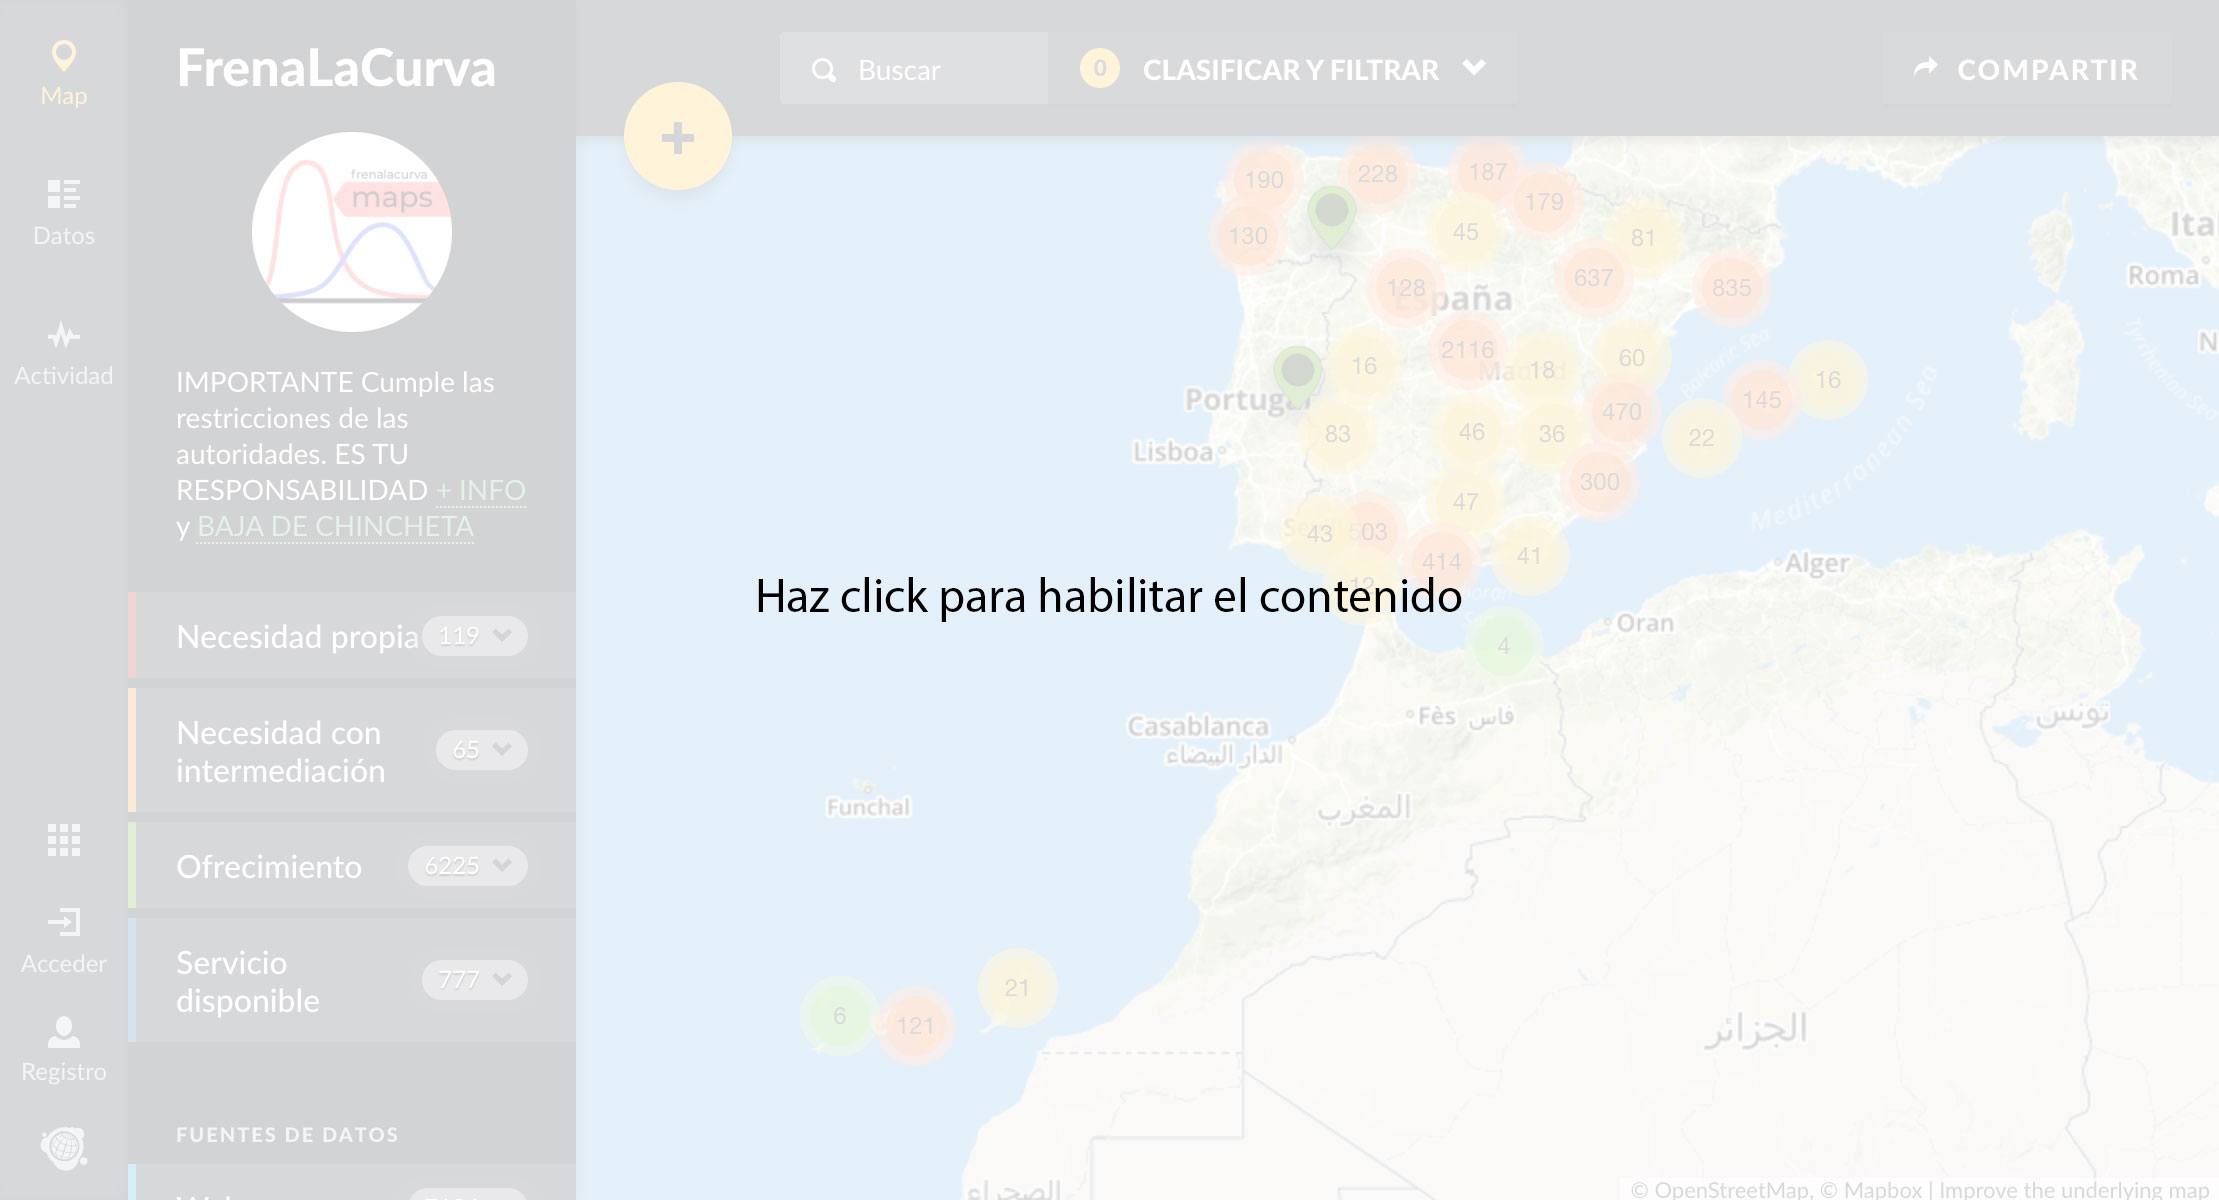 Map
Datos
Actividad
Acceder
Registro
FrenaLaCurva
frenalacurva
maps
IMPORTANTE Cumple las
restricciones de las
autoridades. ES TU
RESPONSABILIDAD + INFO
y BAJA DE CHINCHETA
Necesidad propia 119
Necesidad con
intermediación 65
Ofrecimiento 6225
Servicio
disponible 777
FUENTES DE DATOS
Buscar
0 CLASIFICAR Y FILTRAR
COMPARTIR
+
190
228
187
179
130
45
81
128
España
637
835
Roma
2116
Madrid
16
18
60
Balearic Sea
Tyrrhenian Sea
16
145
Portugal
470
83
46
36
22
Lisboa
Mediterranean Sea
300
47
43
503
414
41
12
Alger
Haz click para habilitar el contenido
Oran
4
Fès فاس
Casablanca
الدار البيضاء
تونس
Funchal
المغرب
21
6
121
الجزائر
© OpenStreetMap, © Mapbox | Improve the underlying map